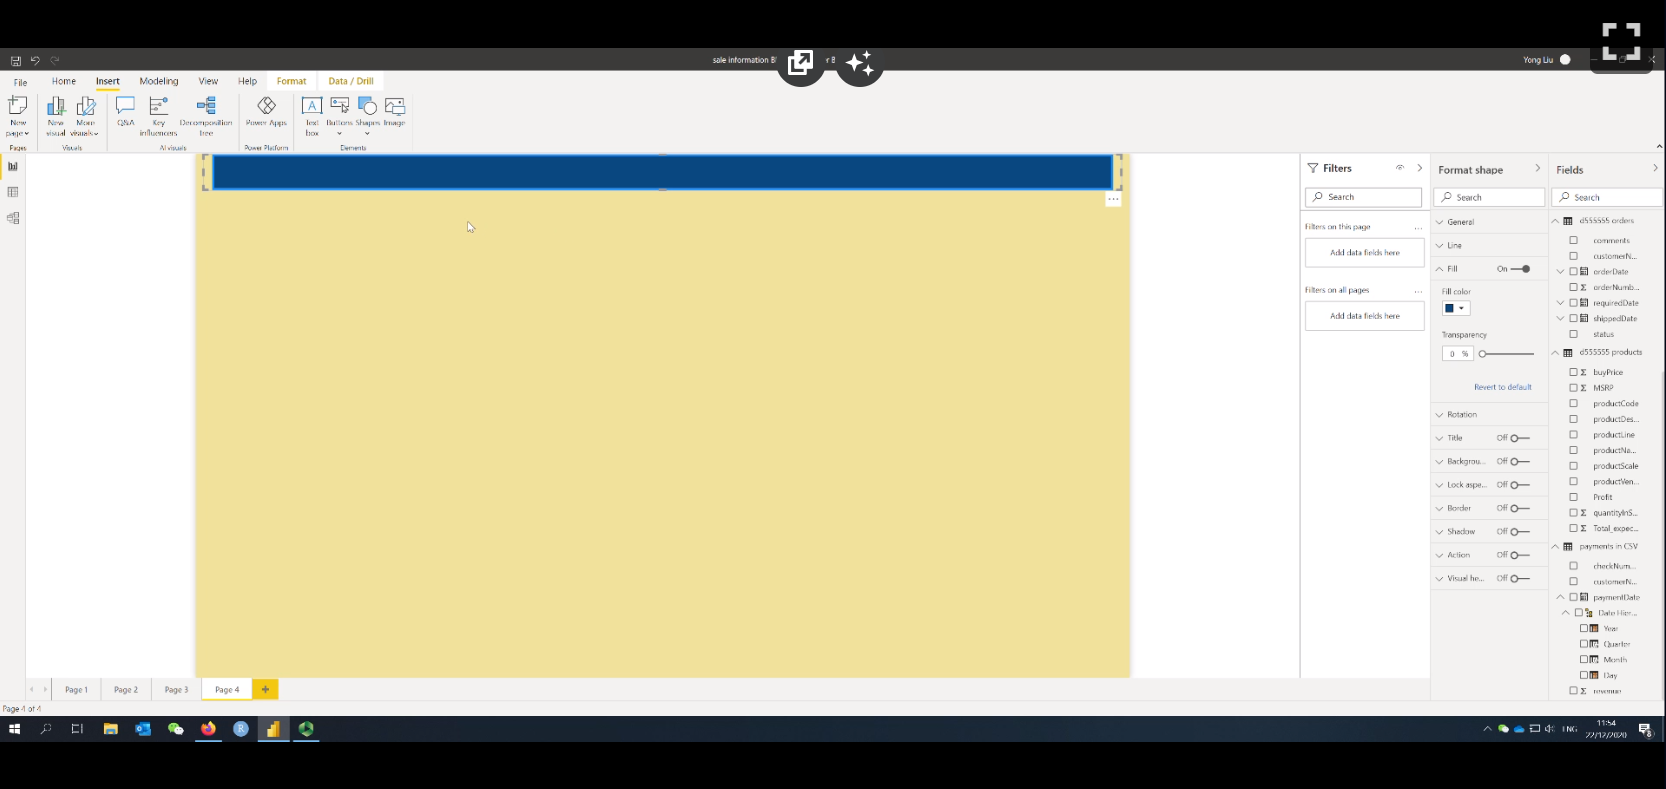 sale information B
r B
Yong Liu
File
Home
Insert
Modeling
View
Help
Format
Data / Drill
New page
New visual
More visuals
Q&A
Key influencers
Decomposition tree
Power Apps
Text box
Buttons
Shapes
Image
Pages
Visuals
AI visuals
Power Platform
Elements
Filters
Search
Filters on this page
...
Add data fields here
Filters on all pages
...
Add data fields here
Format shape
Search
General
Line
Fill
On
Fill color
Transparency
0 %
Revert to default
Rotation
Title Off
Backgrou... Off
Lock aspe... Off
Border Off
Shadow Off
Action Off
Visual he... Off
Fields
Search
d555555 orders
comments
customerN...
orderDate
Σ orderNumb...
requiredDate
shippedDate
status
d555555 products
Σ buyPrice
Σ MSRP
productCode
productDes...
productLine
productNa...
productScale
productVen...
Profit
Σ quantityInS...
Σ Total_expec...
payments in CSV
checkNum...
customerN...
paymentDate
Date Hier...
Year
Quarter
Month
Day
Σ revenue
Page 1
Page 2
Page 3
Page 4
+
Page 4 of 4
ENG
11:54
22/12/2020